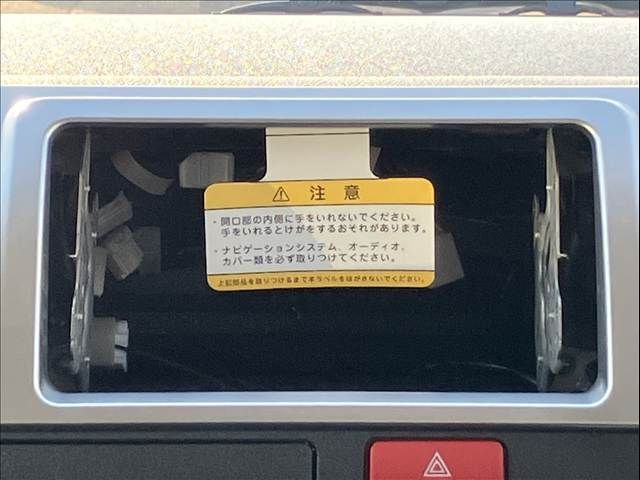 ⚠ 注意
・開口部の内側に手をいれないでください。
手をいれるとけがをするおそれがあります。
・ナビゲーションシステム、オーディオ、
カバー類を必ず取りつけてください。
上記部品を取りつけるまで本ラベルをはがさないでください。